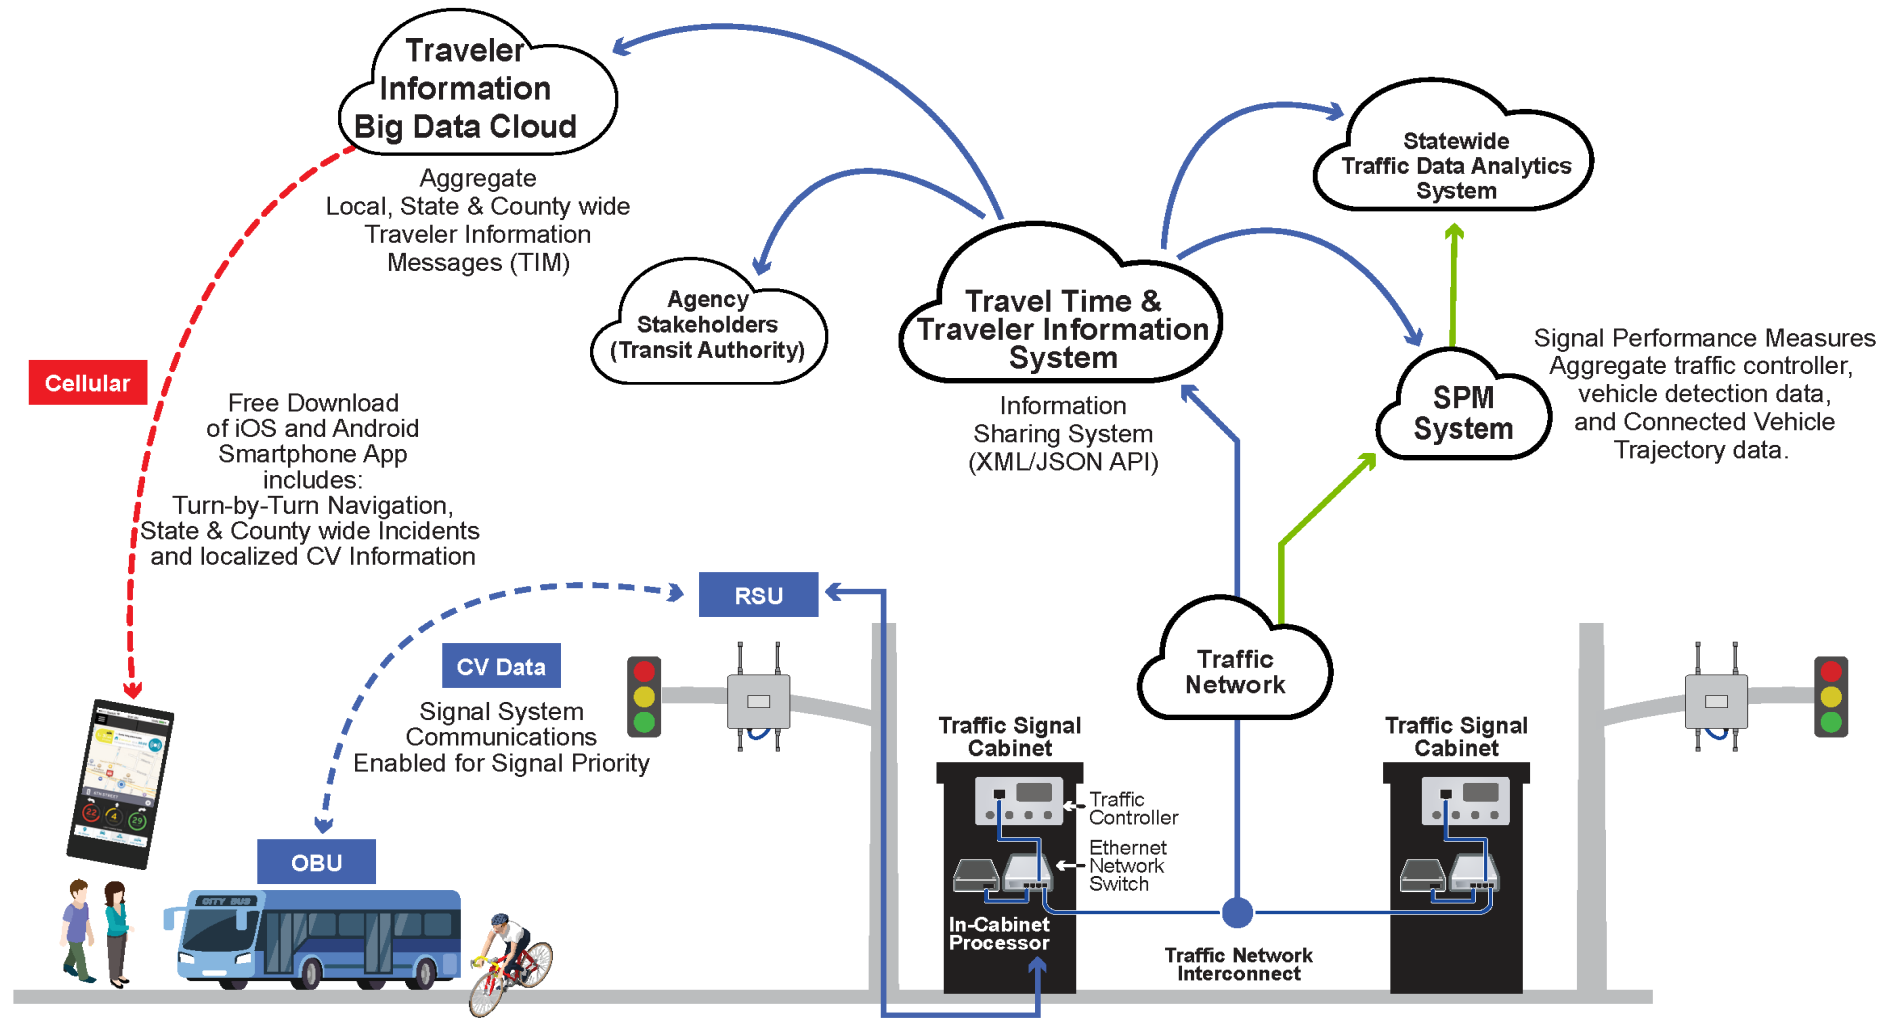 Traveler
Information
Big Data Cloud
Aggregate
Local, State & County wide
Traveler Information
Messages (TIM)
Agency
Stakeholders
(Transit Authority)
Travel Time &
Traveler Information
System
Information
Sharing System
(XML/JSON API)
Statewide
Traffic Data Analytics
System
SPM
System
Signal Performance Measures
Aggregate traffic controller,
vehicle detection data,
and Connected Vehicle
Trajectory data.
Cellular
Free Download
of iOS and Android
Smartphone App
includes:
Turn-by-Turn Navigation,
State & County wide Incidents
and localized CV Information
RSU
CV Data
Signal System
Communications
Enabled for Signal Priority
OBU
CITY BUS
22
4
29
Traffic
Network
Traffic Signal
Cabinet
Traffic
Controller
Ethernet
Network
Switch
In-Cabinet
Processor
Traffic Network
Interconnect
Traffic Signal
Cabinet